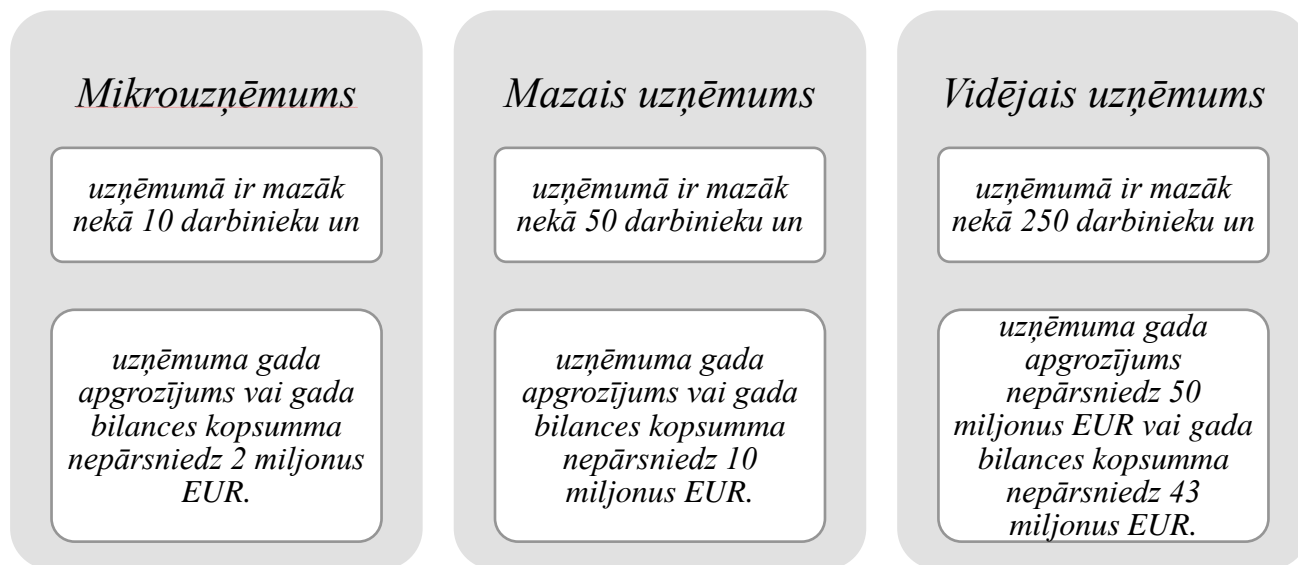 Mikrouzņēmums
uzņēmumā ir mazāk
nekā 10 darbinieku un
uzņēmuma gada
apgrozījums vai gada
bilances kopsumma
nepārsniedz 2 miljonus
EUR.
Mazais uzņēmums
uzņēmumā ir mazāk
nekā 50 darbinieku un
uzņēmuma gada
apgrozījums vai gada
bilances kopsumma
nepārsniedz 10
miljonus EUR.
Vidējais uzņēmums
uzņēmumā ir mazāk
nekā 250 darbinieku un
uzņēmuma gada
apgrozījums
nepārsniedz 50
miljonus EUR vai gada
bilances kopsumma
nepārsniedz 43
miljonus EUR.